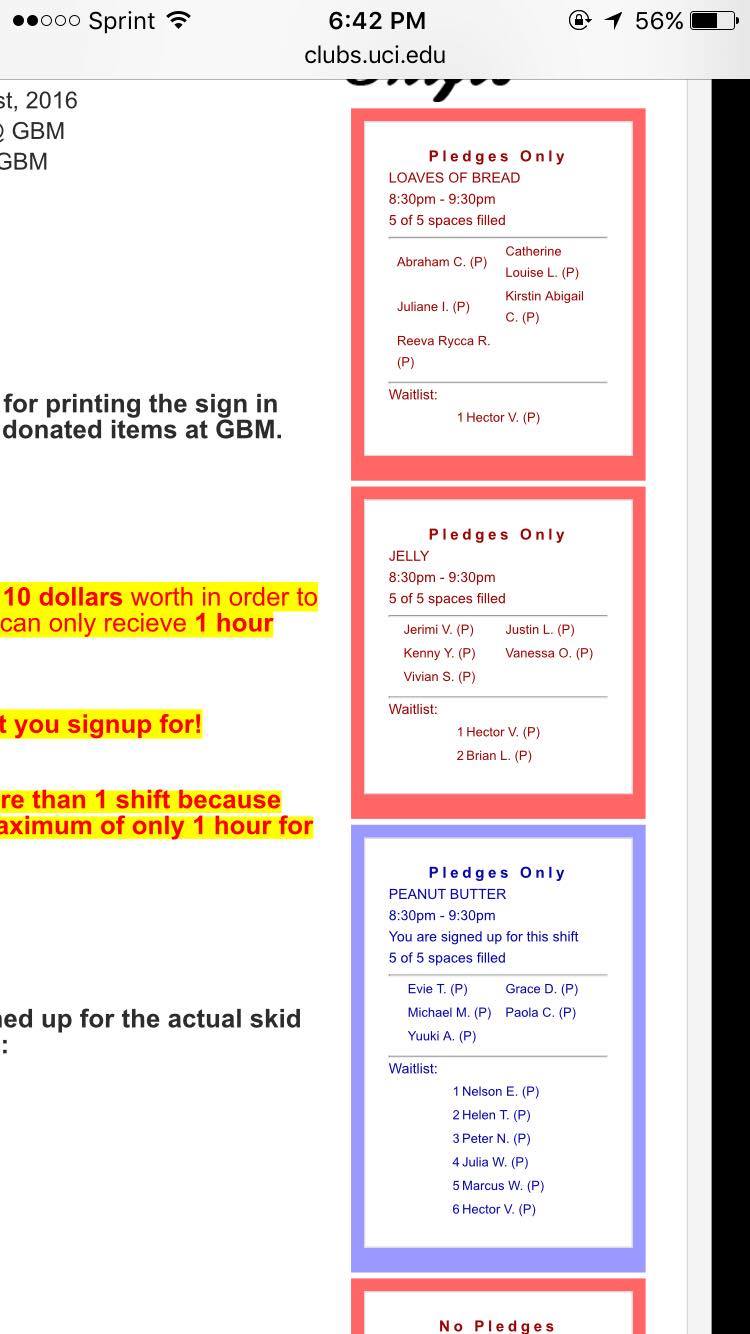 Sprint 6:42 PM 56%
clubs.uci.edu
st, 2016
@ GBM
GBM
for printing the sign in
donated items at GBM.
10 dollars worth in order to
can only recieve 1 hour
t you signup for!
re than 1 shift because
aximum of only 1 hour for
ned up for the actual skid
:
Pledges Only
LOAVES OF BREAD
8:30pm - 9:30pm
5 of 5 spaces filled
Abraham C. (P) Catherine Louise L. (P)
Juliane I. (P) Kirstin Abigail C. (P)
Reeva Rycca R. (P)
Waitlist:
1 Hector V. (P)
Pledges Only
JELLY
8:30pm - 9:30pm
5 of 5 spaces filled
Jerimi V. (P) Justin L. (P)
Kenny Y. (P) Vanessa O. (P)
Vivian S. (P)
Waitlist:
1 Hector V. (P)
2 Brian L. (P)
Pledges Only
PEANUT BUTTER
8:30pm - 9:30pm
You are signed up for this shift
5 of 5 spaces filled
Evie T. (P) Grace D. (P)
Michael M. (P) Paola C. (P)
Yuuki A. (P)
Waitlist:
1 Nelson E. (P)
2 Helen T. (P)
3 Peter N. (P)
4 Julia W. (P)
5 Marcus W. (P)
6 Hector V. (P)
No Pledges